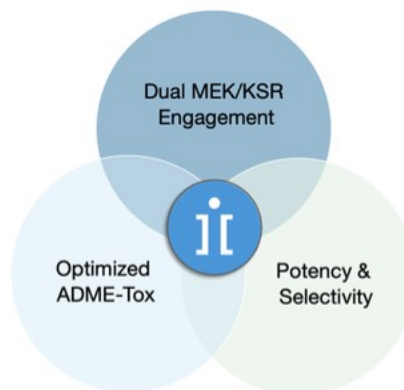 Dual MEK/KSR
Engagement
Optimized
ADME-Tox
Potency &
Selectivity